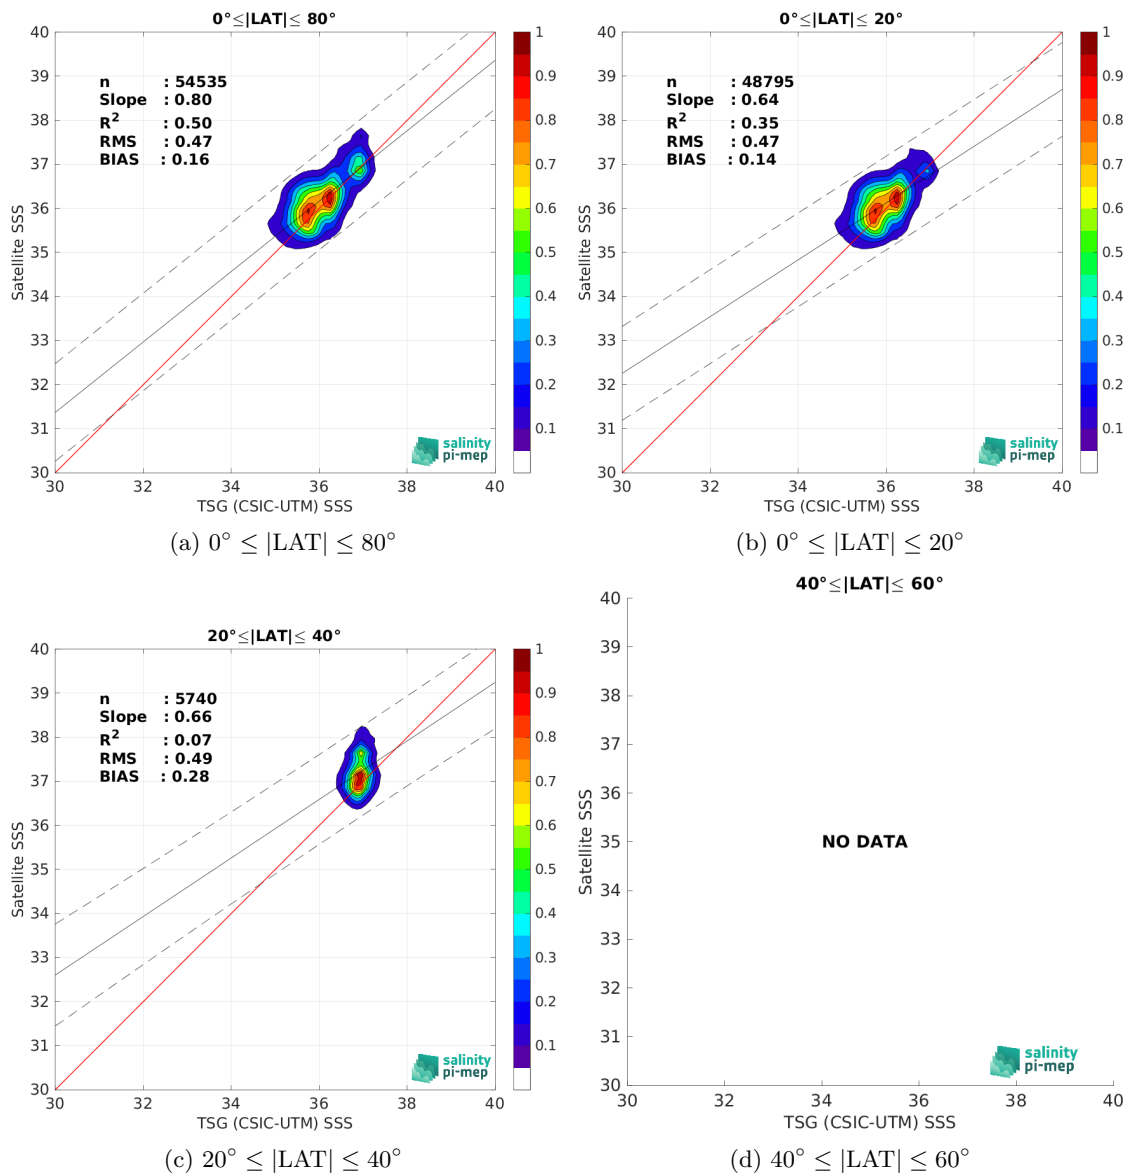 0°≤|LAT|≤ 80°
40
39
38
37
36
35
34
33
32
31
30
30 32 34 36 38 40
Satellite SSS
TSG (CSIC-UTM) SSS
n : 54535
Slope : 0.80
R² : 0.50
RMS : 0.47
BIAS : 0.16
1
0.9
0.8
0.7
0.6
0.5
0.4
0.3
0.2
0.1
salinity
pi-mep
(a) 0° ≤ |LAT| ≤ 80°
0°≤|LAT|≤ 20°
40
39
38
37
36
35
34
33
32
31
30
30 32 34 36 38 40
Satellite SSS
TSG (CSIC-UTM) SSS
n : 48795
Slope : 0.64
R² : 0.35
RMS : 0.47
BIAS : 0.14
1
0.9
0.8
0.7
0.6
0.5
0.4
0.3
0.2
0.1
salinity
pi-mep
(b) 0° ≤ |LAT| ≤ 20°
20°≤|LAT|≤ 40°
40
39
38
37
36
35
34
33
32
31
30
30 32 34 36 38 40
Satellite SSS
TSG (CSIC-UTM) SSS
n : 5740
Slope : 0.66
R² : 0.07
RMS : 0.49
BIAS : 0.28
1
0.9
0.8
0.7
0.6
0.5
0.4
0.3
0.2
0.1
salinity
pi-mep
(c) 20° ≤ |LAT| ≤ 40°
40°≤|LAT|≤ 60°
40
39
38
37
36
35
34
33
32
31
30
30 32 34 36 38 40
Satellite SSS
TSG (CSIC-UTM) SSS
NO DATA
salinity
pi-mep
(d) 40° ≤ |LAT| ≤ 60°